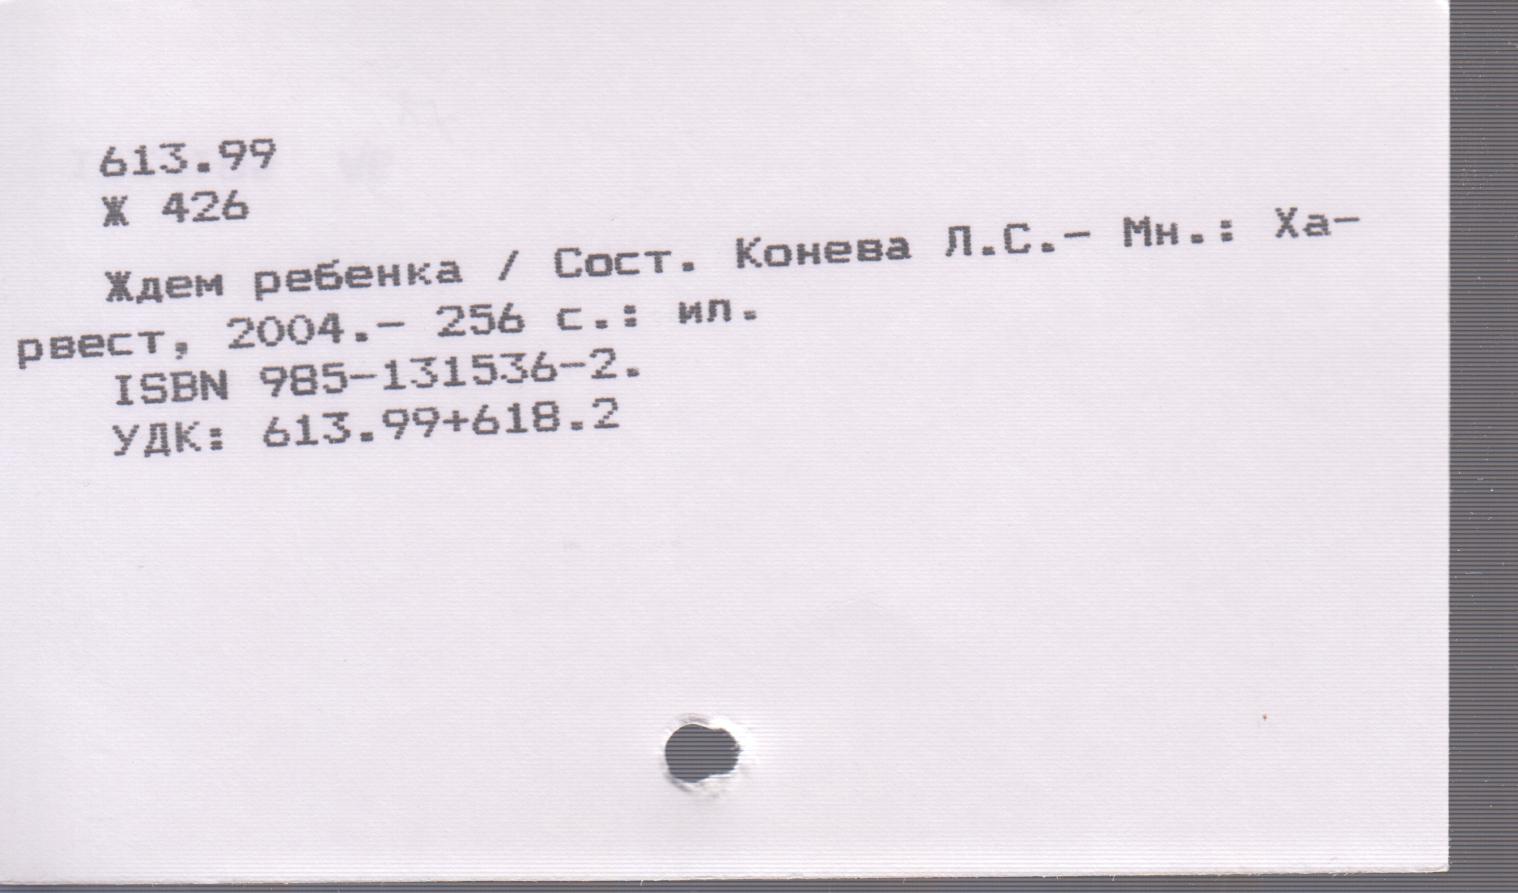 613.99
Ж 426
Ждем ребенка / Сост. Конева Л.С.- Мн.: Ха-
рвест, 2004.- 256 с.: ил.
ISBN 985-131536-2.
УДК: 613.99+618.2